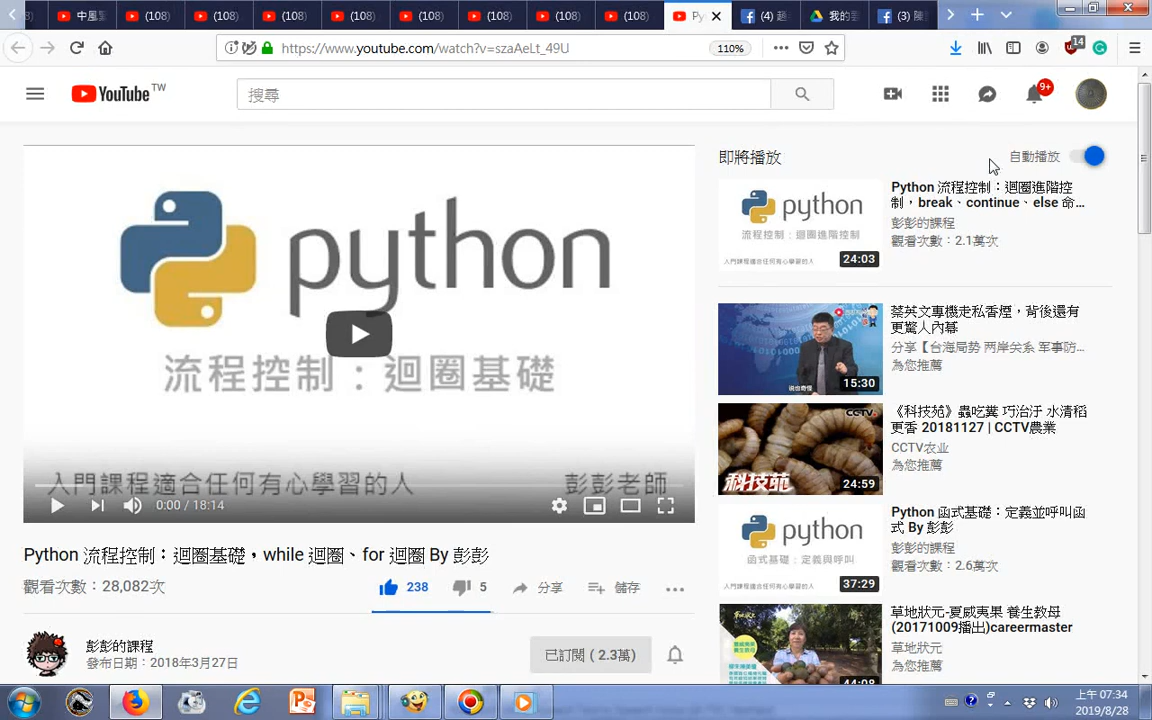 中風
(108)
(108)
(108)
(108)
(108)
(108)
(108)
(108)
Py
(4) 超
我的雲
(3) 陳
https://www.youtube.com/watch?v=szaAeLt_49U
110%
14
YouTube TW
搜尋
9+
python
流程控制：迴圈基礎
入門課程適合任何有心學習的人
彭彭老師
0:00 / 18:14
Python 流程控制：迴圈基礎，while 迴圈、for 迴圈 By 彭彭
觀看次數：28,082次
238
5
分享
儲存
彭彭的課程
發布日期：2018年3月27日
已訂閱 ( 2.3萬)
即將播放
自動播放
python
流程控制：迴圈進階控制
入門課程適合任何有心學習的人
24:03
Python 流程控制：迴圈進階控
制，break、continue、else 命...
彭彭的課程
觀看次數：2.1萬次
说也奇怪
15:30
蔡英文專機走私香煙，背後還有
更驚人內幕
分享【台海局势 两岸关系 军事防...
為您推薦
CCTV
科技苑
24:59
《科技苑》蟲吃糞 巧治汙 水清稻
更香 20181127 | CCTV農業
CCTV农业
為您推薦
python
函式基礎：定義與呼叫
入門課程適合任何有心學習的人
37:29
Python 函式基礎：定義並呼叫函
式 By 彭彭
彭彭的課程
觀看次數：2.6萬次
44:08
草地狀元-夏威夷果 養生教母
(20171009播出)careermaster
草地狀元
為您推薦
上午 07:34
2019/8/28